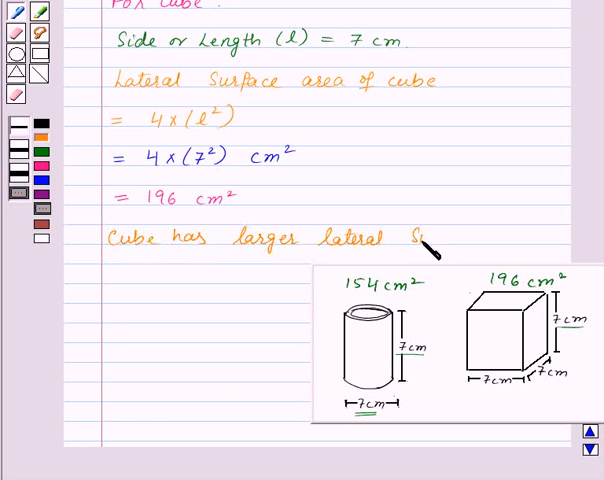 For cube.
Side or Length (l) = 7 cm.
Lateral Surface area of cube
= 4 × (l²)
= 4 × (7²) cm²
= 196 cm²
Cube has larger lateral
154 cm²
196 cm²
7cm
7cm
7cm
7cm
7cm